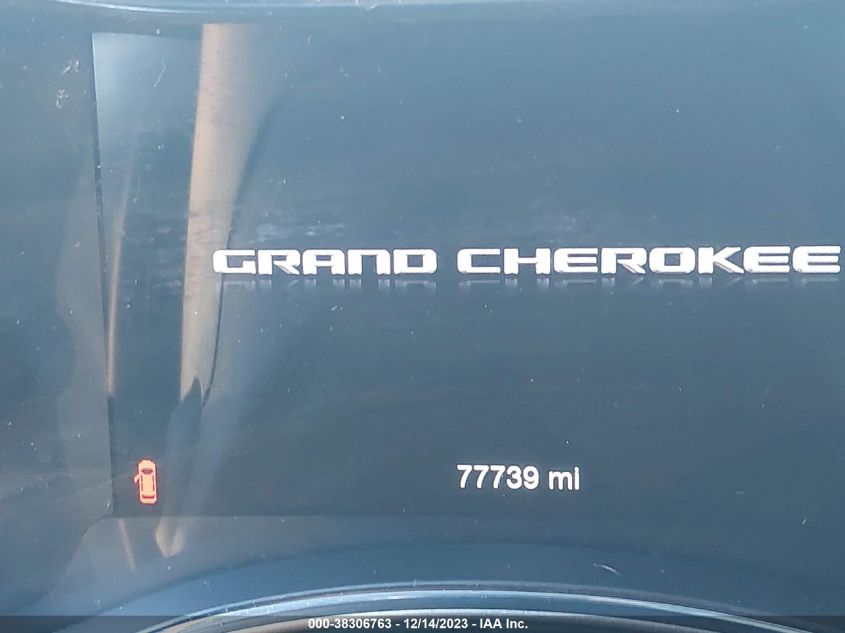 GRAND CHEROKEE
77739 mi
000-38306763 - 12/14/2023 - IAA Inc.